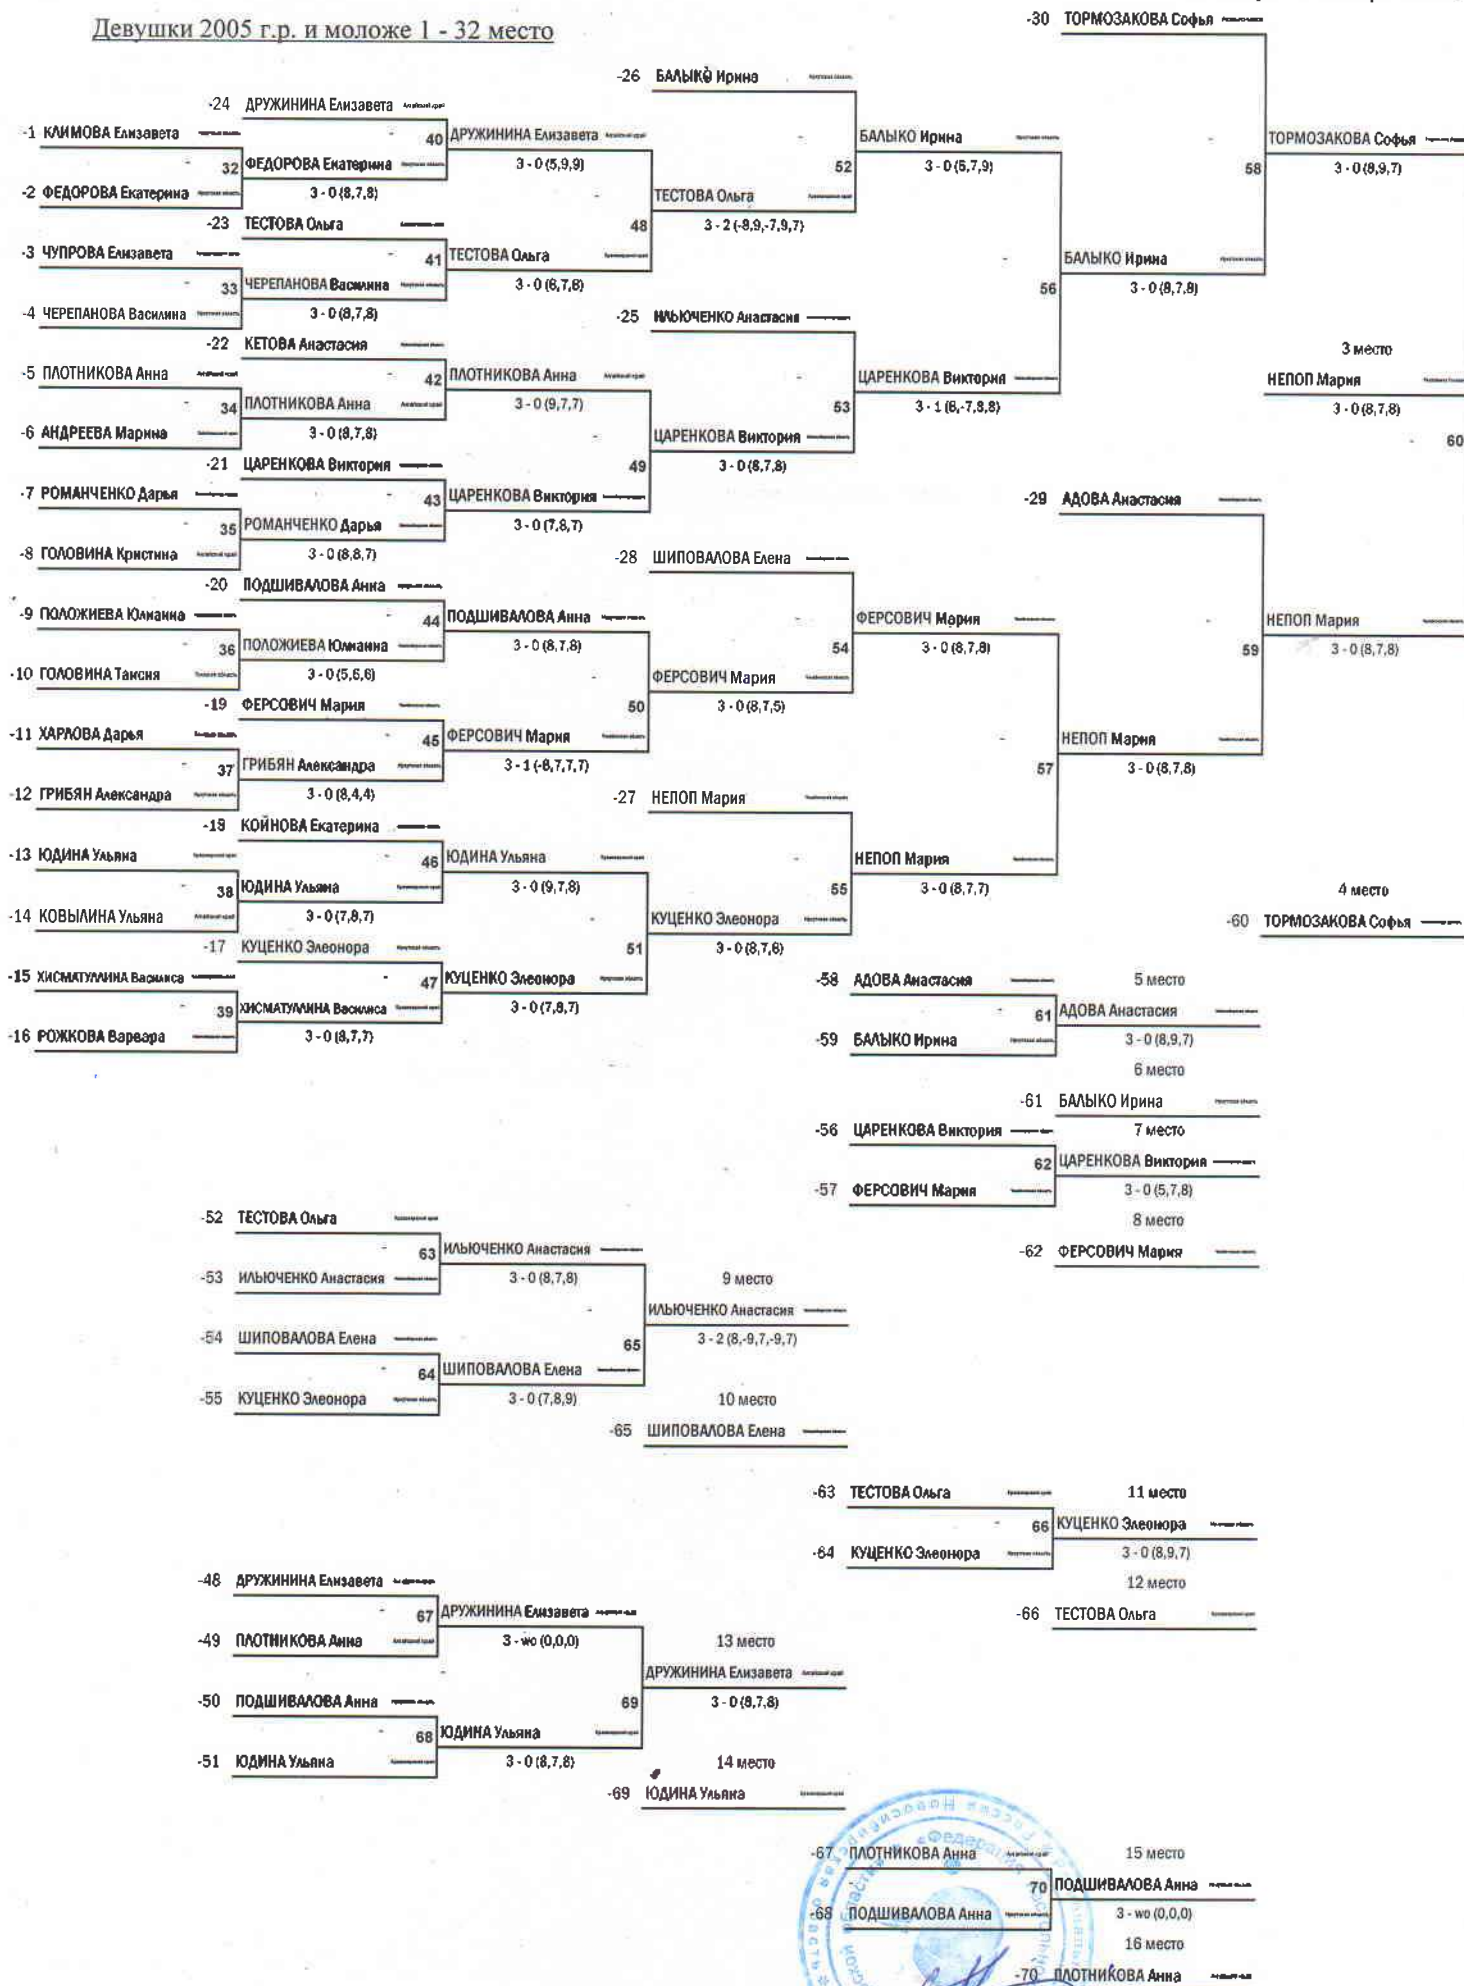 Девушки 2005 г.р. и моложе 1 - 32 место
-30 ТОРМОЗАКОВА Софья
-26 БАЛЫКО Ирина
-24 ДРУЖИНИНА Елизавета
-1 КЛИМОВА Елизавета
40 ДРУЖИНИНА Елизавета
БАЛЫКО Ирина
ТОРМОЗАКОВА Софья
32 ФЕДОРОВА Екатерина
3 - 0 (5,9,9)
52
3 - 0 (6,7,9)
58
3 - 0 (8,9,7)
-2 ФЕДОРОВА Екатерина
3 - 0 (8,7,8)
ТЕСТОВА Ольга
-23 ТЕСТОВА Ольга
48
3 - 2 (-8,9,-7,9,7)
-3 ЧУПРОВА Елизавета
41 ТЕСТОВА Ольга
БАЛЫКО Ирина
33 ЧЕРЕПАНОВА Василина
3 - 0 (6,7,8)
56
3 - 0 (8,7,8)
-4 ЧЕРЕПАНОВА Василина
3 - 0 (8,7,8)
-25 ИЛЬЮЧЕНКО Анастасия
-22 КЕТОВА Анастасия
3 место
-5 ПЛОТНИКОВА Анна
42 ПЛОТНИКОВА Анна
ЦАРЕНКОВА Виктория
НЕПОП Мария
34 ПЛОТНИКОВА Анна
3 - 0 (9,7,7)
53
3 - 1 (6,-7,8,8)
3 - 0 (8,7,8)
-6 АНДРЕЕВА Марина
3 - 0 (8,7,8)
ЦАРЕНКОВА Виктория
60
-21 ЦАРЕНКОВА Виктория
49
3 - 0 (8,7,8)
-7 РОМАНЧЕНКО Дарья
43 ЦАРЕНКОВА Виктория
-29 АДОВА Анастасия
35 РОМАНЧЕНКО Дарья
3 - 0 (7,8,7)
-8 ГОЛОВИНА Кристина
3 - 0 (8,8,7)
-28 ШИПОВАЛОВА Елена
-20 ПОДШИВАЛОВА Анна
-9 ПОЛОЖИЕВА Юлианна
44 ПОДШИВАЛОВА Анна
ФЕРСОВИЧ Мария
НЕПОП Мария
36 ПОЛОЖИЕВА Юлианна
3 - 0 (8,7,8)
54
3 - 0 (8,7,8)
59
3 - 0 (8,7,8)
-10 ГОЛОВИНА Таисия
3 - 0 (5,6,6)
ФЕРСОВИЧ Мария
-19 ФЕРСОВИЧ Мария
50
3 - 0 (8,7,5)
-11 ХАРЛОВА Дарья
45 ФЕРСОВИЧ Мария
НЕПОП Мария
37 ГРИБЯН Александра
3 - 1 (-8,7,7,7)
57
3 - 0 (8,7,8)
-12 ГРИБЯН Александра
3 - 0 (8,4,4)
-27 НЕПОП Мария
-18 КОЙНОВА Екатерина
-13 ЮДИНА Ульяна
46 ЮДИНА Ульяна
НЕПОП Мария
38 ЮДИНА Ульяна
3 - 0 (9,7,8)
55
3 - 0 (8,7,7)
4 место
-14 КОВЫЛИНА Ульяна
3 - 0 (7,8,7)
КУЦЕНКО Элеонора
-60 ТОРМОЗАКОВА Софья
-17 КУЦЕНКО Элеонора
51
3 - 0 (8,7,6)
-15 ХИСМАТУЛЛИНА Василиса
47 КУЦЕНКО Элеонора
-58 АДОВА Анастасия
5 место
39 ХИСМАТУЛЛИНА Василиса
3 - 0 (7,8,7)
61 АДОВА Анастасия
-16 РОЖКОВА Варвара
3 - 0 (8,7,7)
-59 БАЛЫКО Ирина
3 - 0 (8,9,7)
6 место
-61 БАЛЫКО Ирина
-56 ЦАРЕНКОВА Виктория
7 место
62 ЦАРЕНКОВА Виктория
-57 ФЕРСОВИЧ Мария
3 - 0 (5,7,8)
-52 ТЕСТОВА Ольга
8 место
63 ИЛЬЮЧЕНКО Анастасия
-62 ФЕРСОВИЧ Мария
-53 ИЛЬЮЧЕНКО Анастасия
3 - 0 (8,7,8)
9 место
ИЛЬЮЧЕНКО Анастасия
-54 ШИПОВАЛОВА Елена
65
3 - 2 (8,-9,7,-9,7)
64 ШИПОВАЛОВА Елена
-55 КУЦЕНКО Элеонора
3 - 0 (7,8,9)
10 место
-65 ШИПОВАЛОВА Елена
-63 ТЕСТОВА Ольга
11 место
66 КУЦЕНКО Элеонора
-64 КУЦЕНКО Элеонора
3 - 0 (8,9,7)
-48 ДРУЖИНИНА Елизавета
12 место
67 ДРУЖИНИНА Елизавета
-66 ТЕСТОВА Ольга
-49 ПЛОТНИКОВА Анна
3 - wo (0,0,0)
13 место
ДРУЖИНИНА Елизавета
-50 ПОДШИВАЛОВА Анна
69
3 - 0 (8,7,8)
68 ЮДИНА Ульяна
-51 ЮДИНА Ульяна
3 - 0 (8,7,8)
14 место
-69 ЮДИНА Ульяна
-67 ПЛОТНИКОВА Анна
15 место
70 ПОДШИВАЛОВА Анна
-68 ПОДШИВАЛОВА Анна
3 - wo (0,0,0)
16 место
-70 ПЛОТНИКОВА Анна